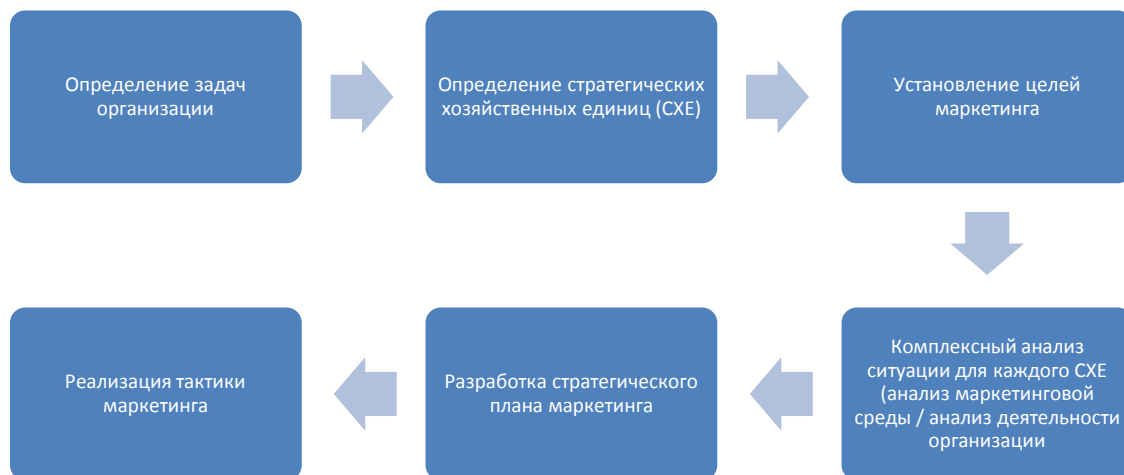 Определение задач
организации
Определение стратегических
хозяйственных единиц (СХЕ)
Установление целей
маркетинга
Комплексный анализ
ситуации для каждого СХЕ
(анализ маркетинговой
среды / анализ деятельности
организации
Разработка стратегического
плана маркетинга
Реализация тактики
маркетинга